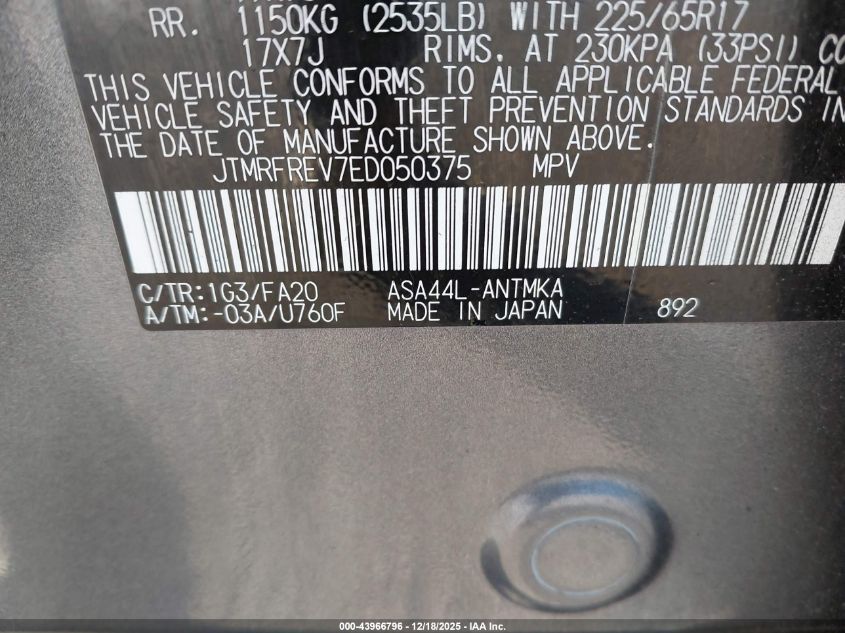 RR. 1150KG (2535LB) WITH 225/65R17
17X7J RIMS. AT 230KPA (33PSI) CO
THIS VEHICLE CONFORMS TO ALL APPLICABLE FEDERAL
VEHICLE SAFETY AND THEFT PREVENTION STANDARDS IN
THE DATE OF MANUFACTURE SHOWN ABOVE.
JTMRFREV7ED050375 MPV
C/TR:1G3/FA20 ASA44L-ANTMKA
A/TM:-03A/U760F MADE IN JAPAN 892
000-43966796 - 12/18/2025 - IAA Inc.